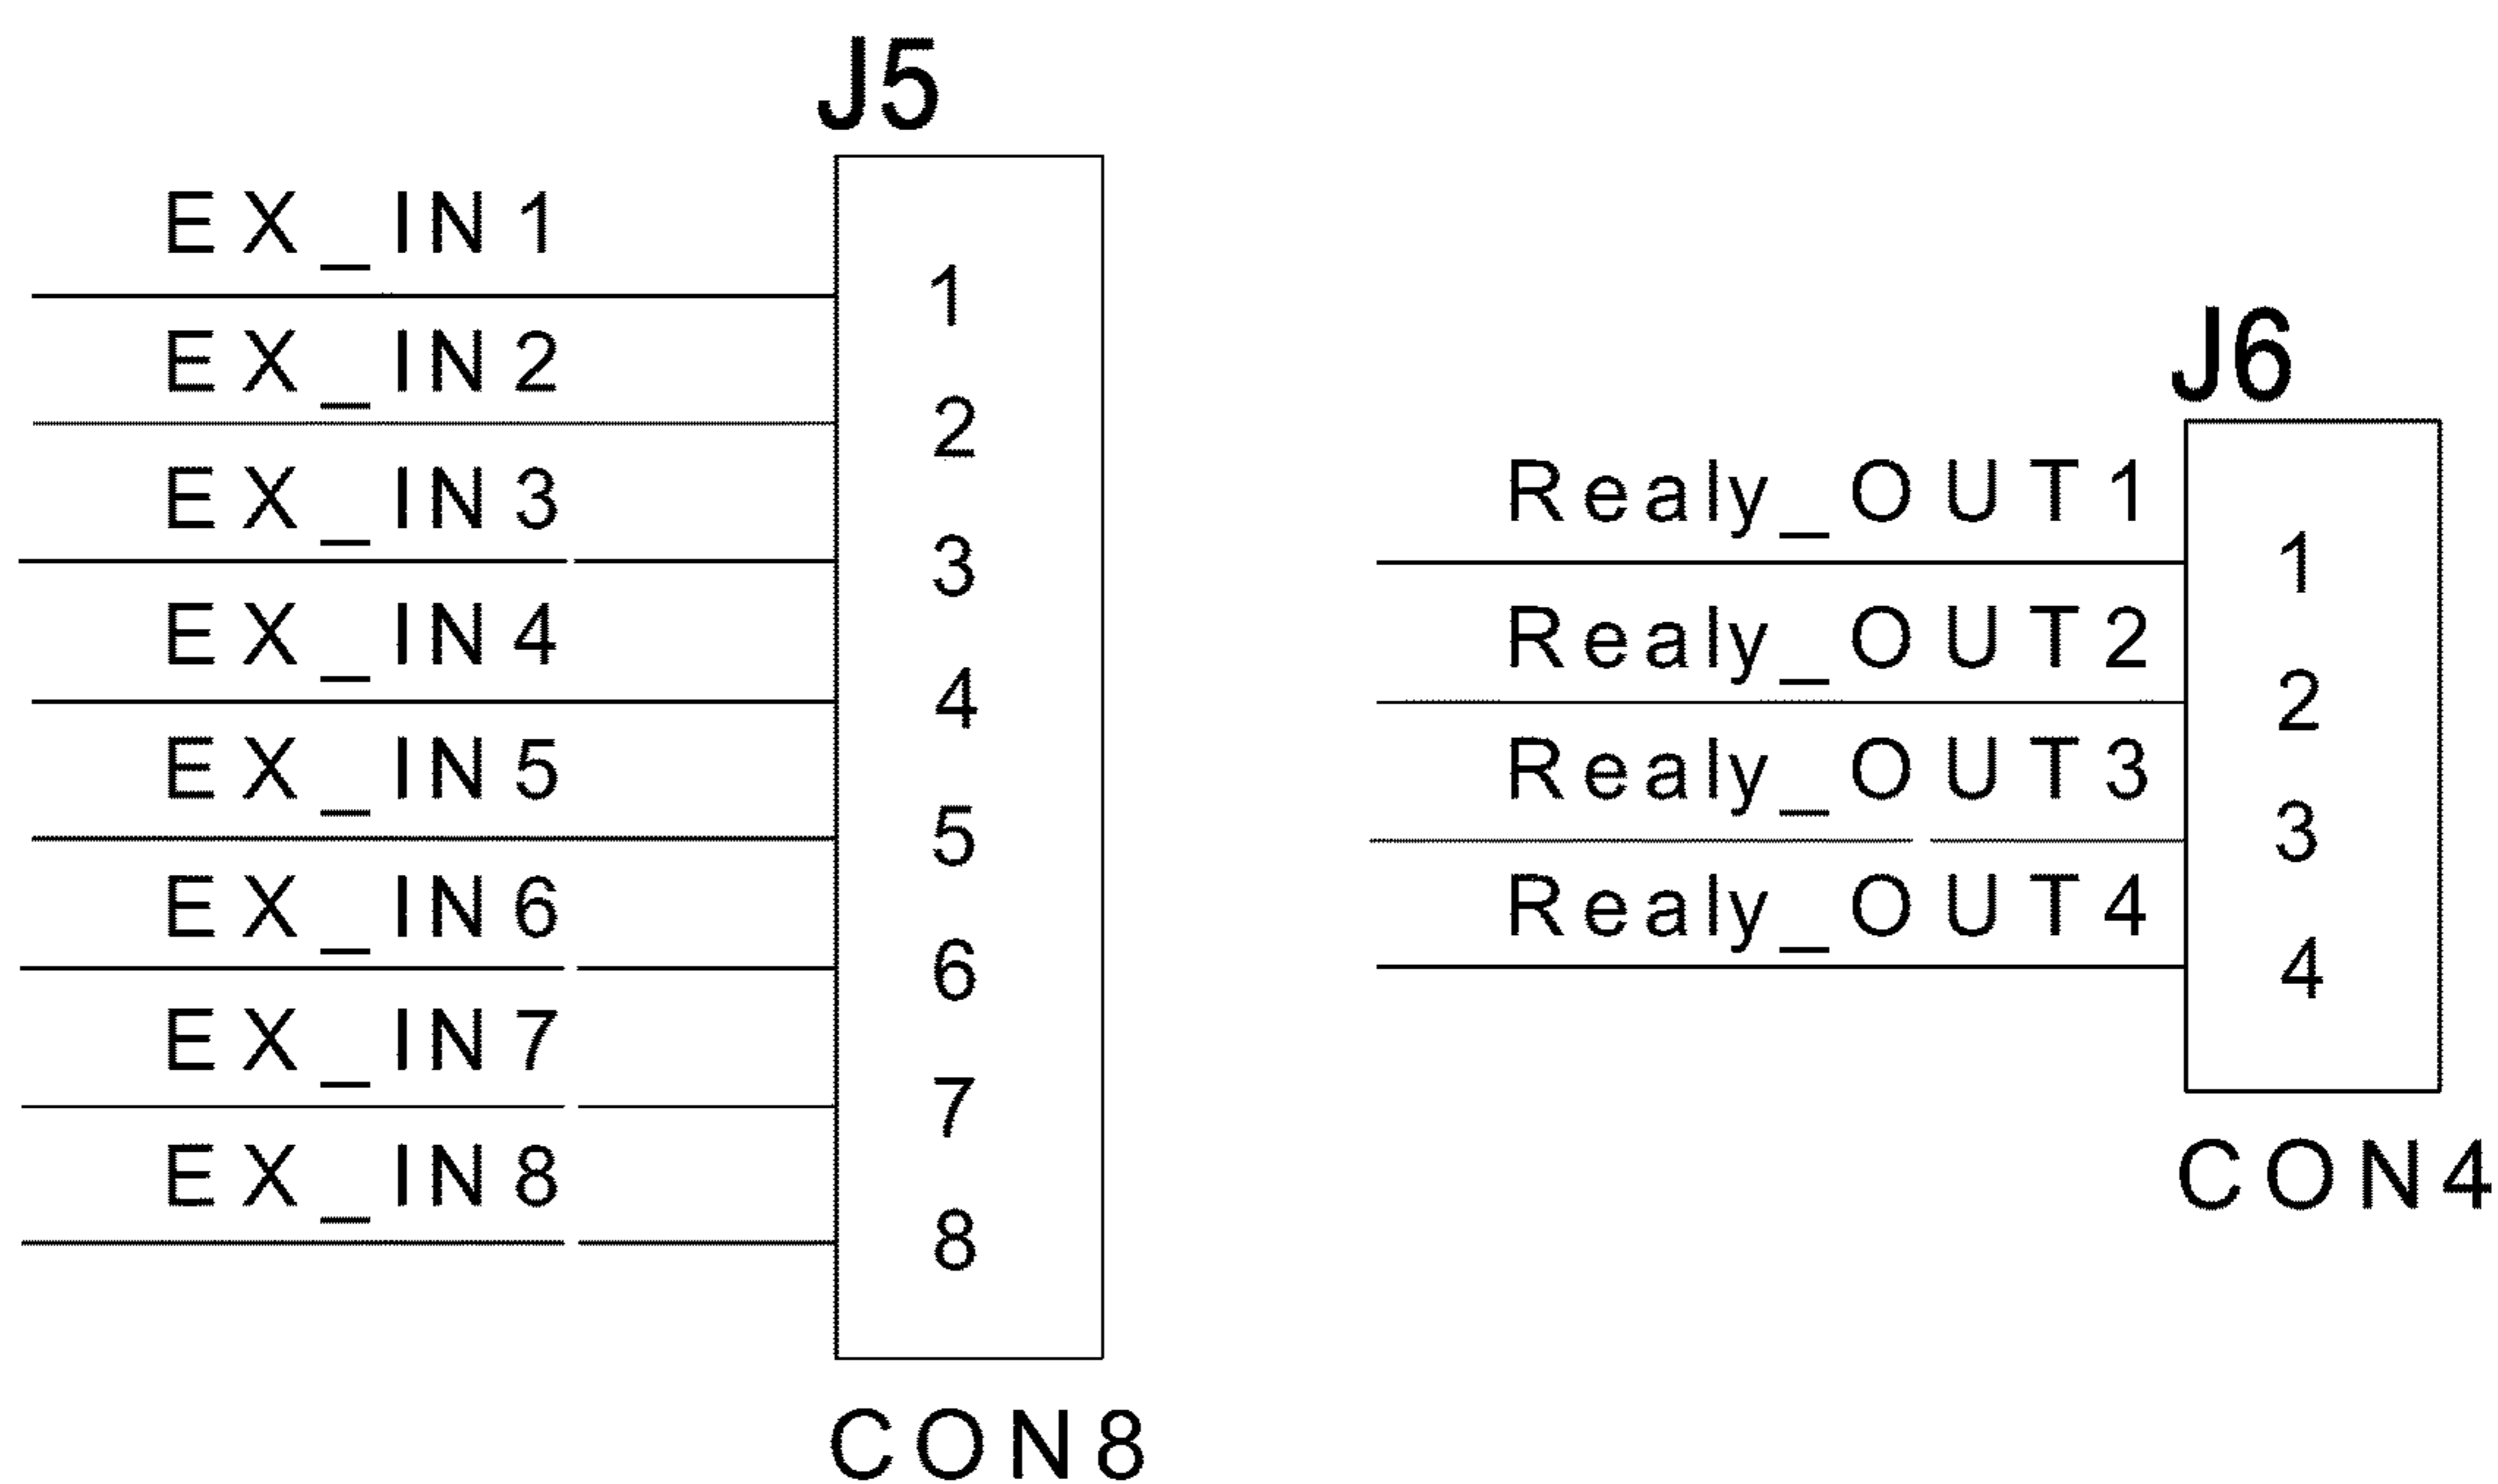 J5
EX_IN1
1
EX_IN2
2
EX_IN3
3
EX_IN4
4
EX_IN5
5
EX_IN6
6
EX_IN7
7
EX_IN8
8
CON8
J6
Realy_OUT1
1
Realy_OUT2
2
Realy_OUT3
3
Realy_OUT4
4
CON4